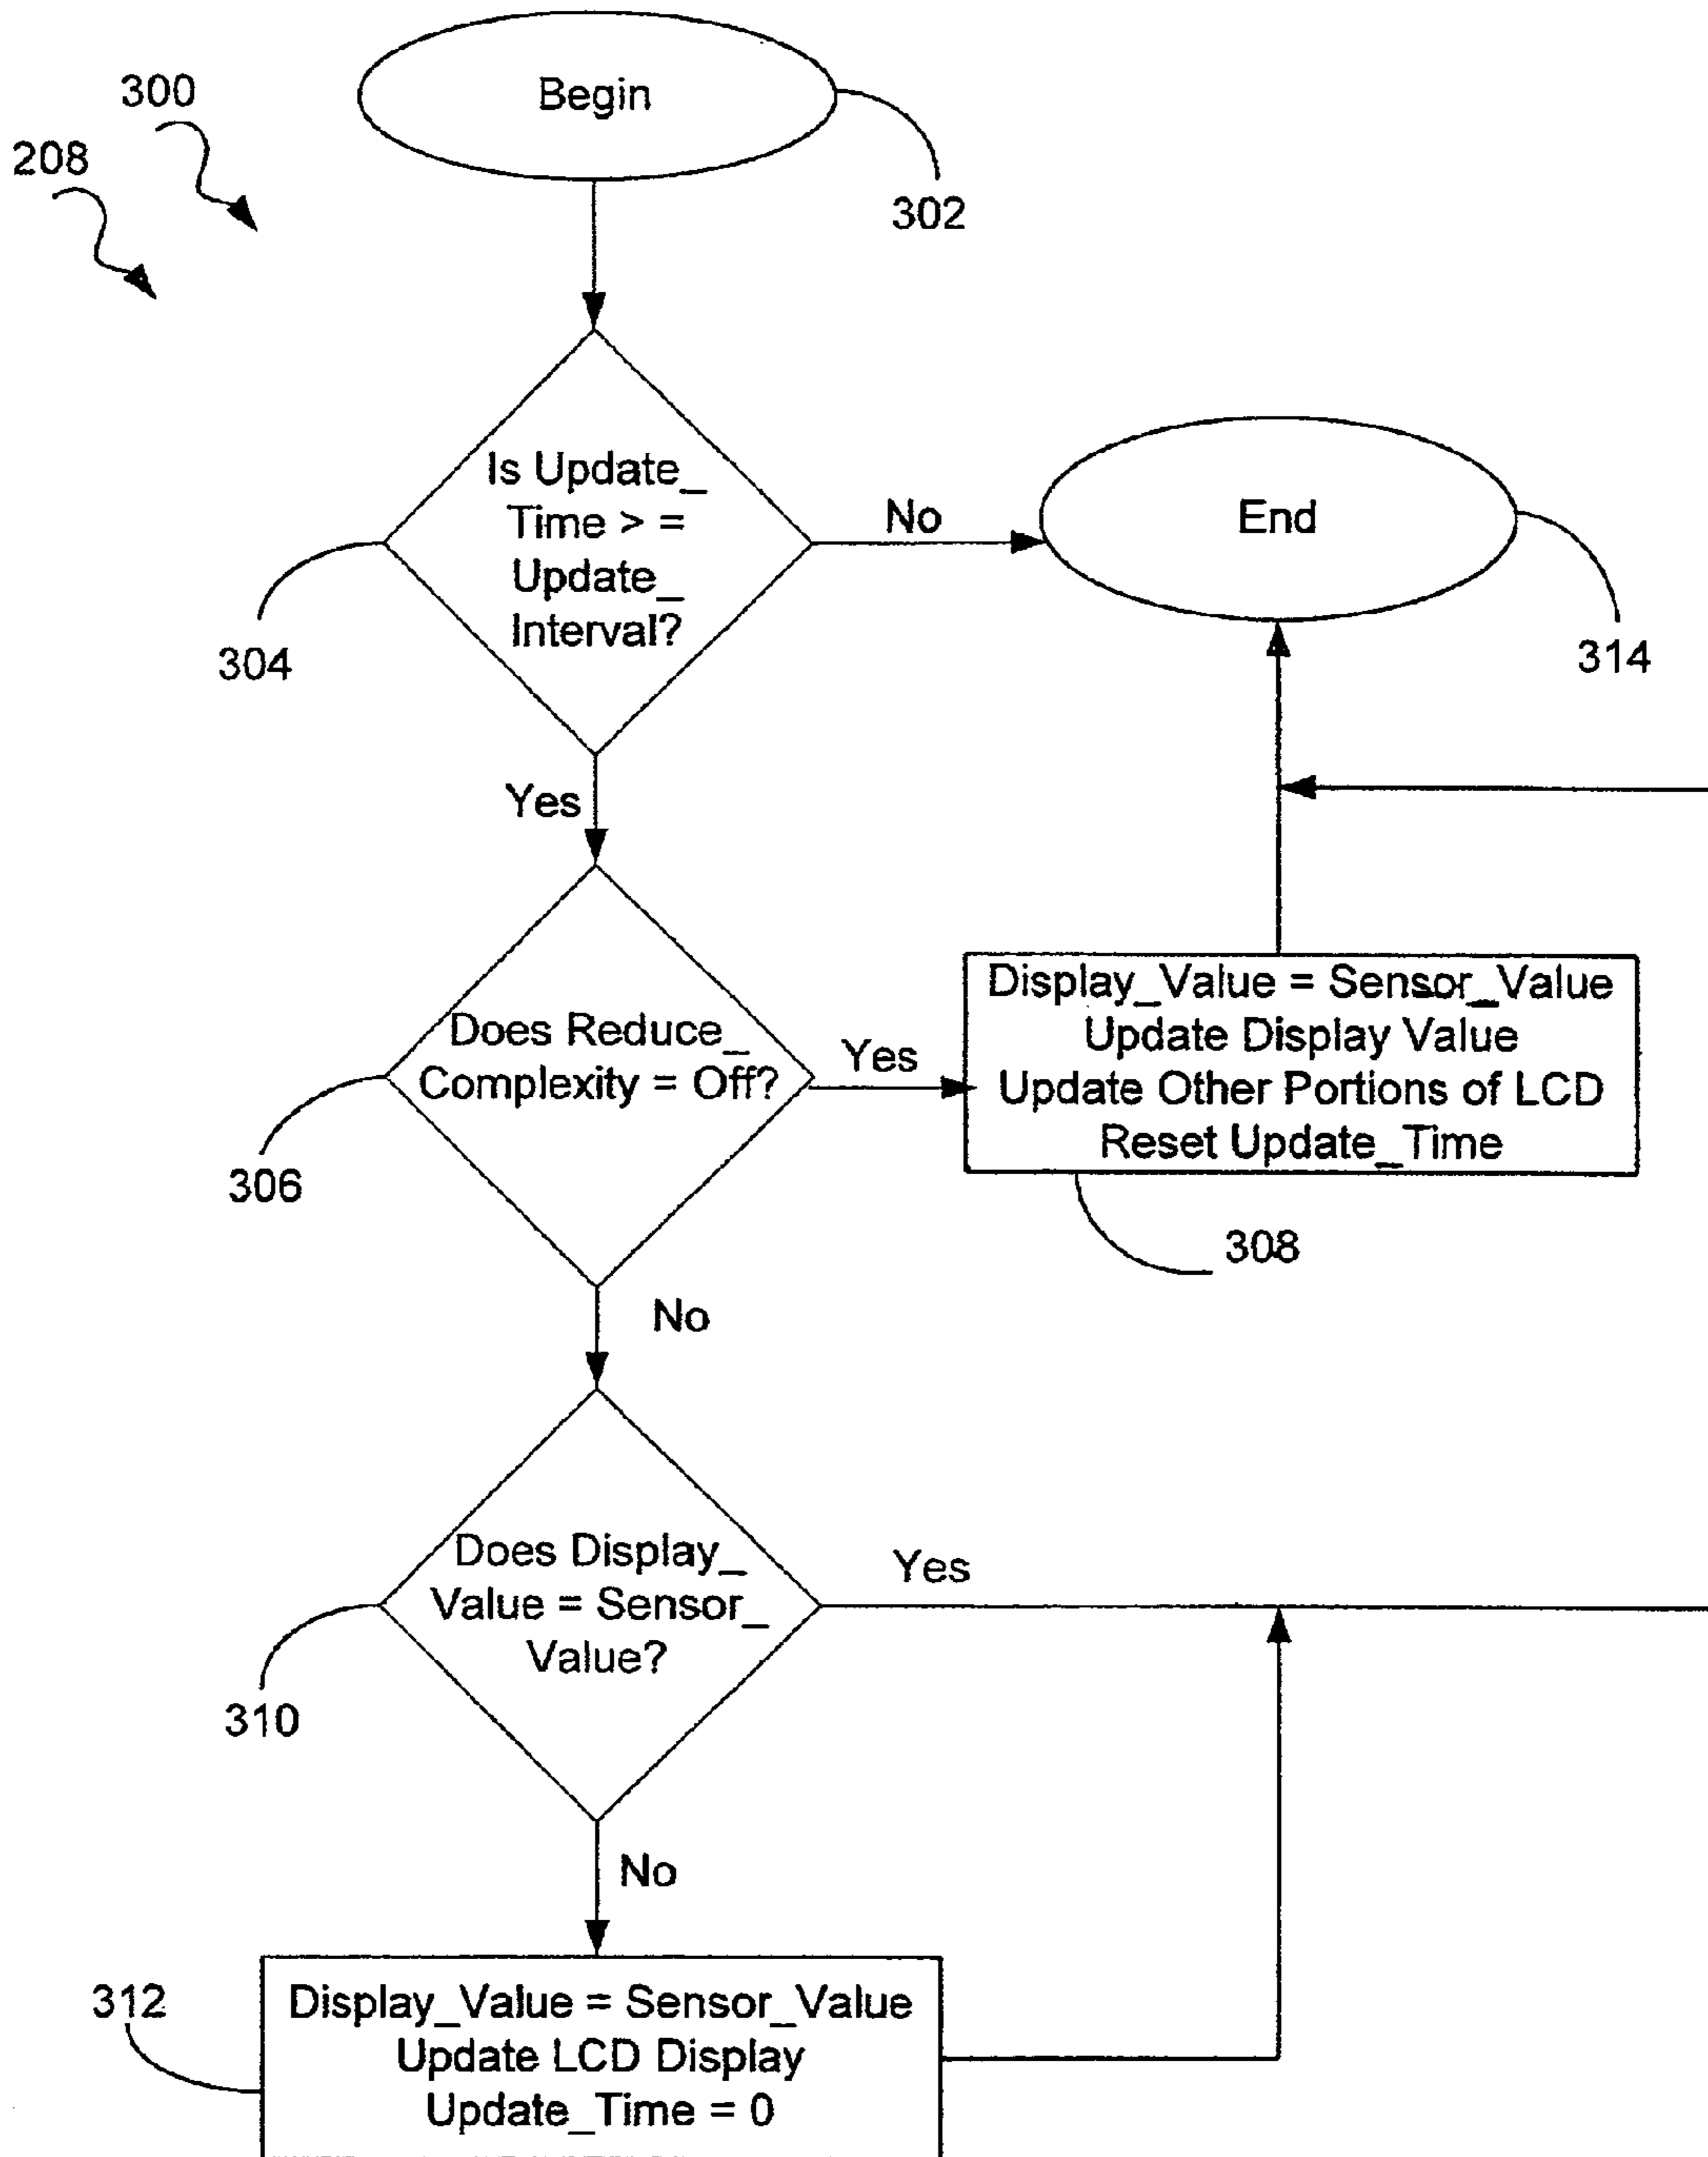 300
208
Begin
302
Is Update_
Time > =
Update_
Interval?
No
End
304
314
Yes
Does Reduce_
Complexity = Off?
Yes
Display_Value = Sensor_Value
Update Display Value
Update Other Portions of LCD
Reset Update_Time
306
308
No
Does Display_
Value = Sensor_
Value?
Yes
310
No
312
Display_Value = Sensor_Value
Update LCD Display
Update_Time = 0